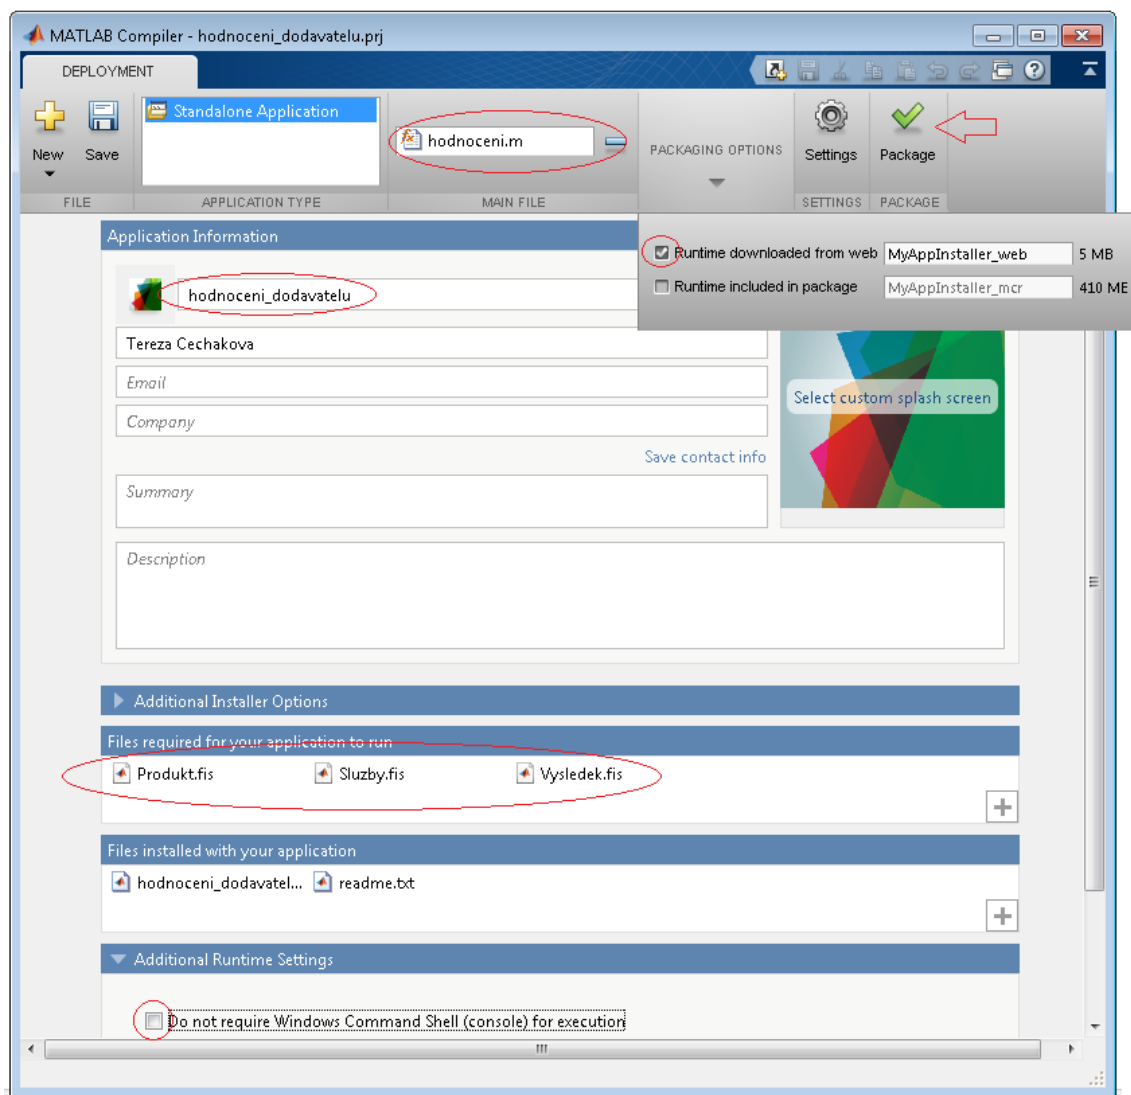 MATLAB Compiler - hodnoceni_dodavatelu.prj
DEPLOYMENT
Standalone Application
hodnoceni.m
PACKAGING OPTIONS
New Save Settings Package
FILE APPLICATION TYPE MAIN FILE SETTINGS PACKAGE
Application Information
Runtime downloaded from web MyAppInstaller_web 5 MB
Runtime included in package MyAppInstaller_mcr 410 ME
hodnoceni_dodavatelu
Tereza Cechakova
Email
Select custom splash screen
Company
Save contact info
Summary
Description
Additional Installer Options
Files required for your application to run
Produkt.fis Sluzby.fis Vysledek.fis
Files installed with your application
hodnoceni_dodavatel... readme.txt
Additional Runtime Settings
Do not require Windows Command Shell (console) for execution